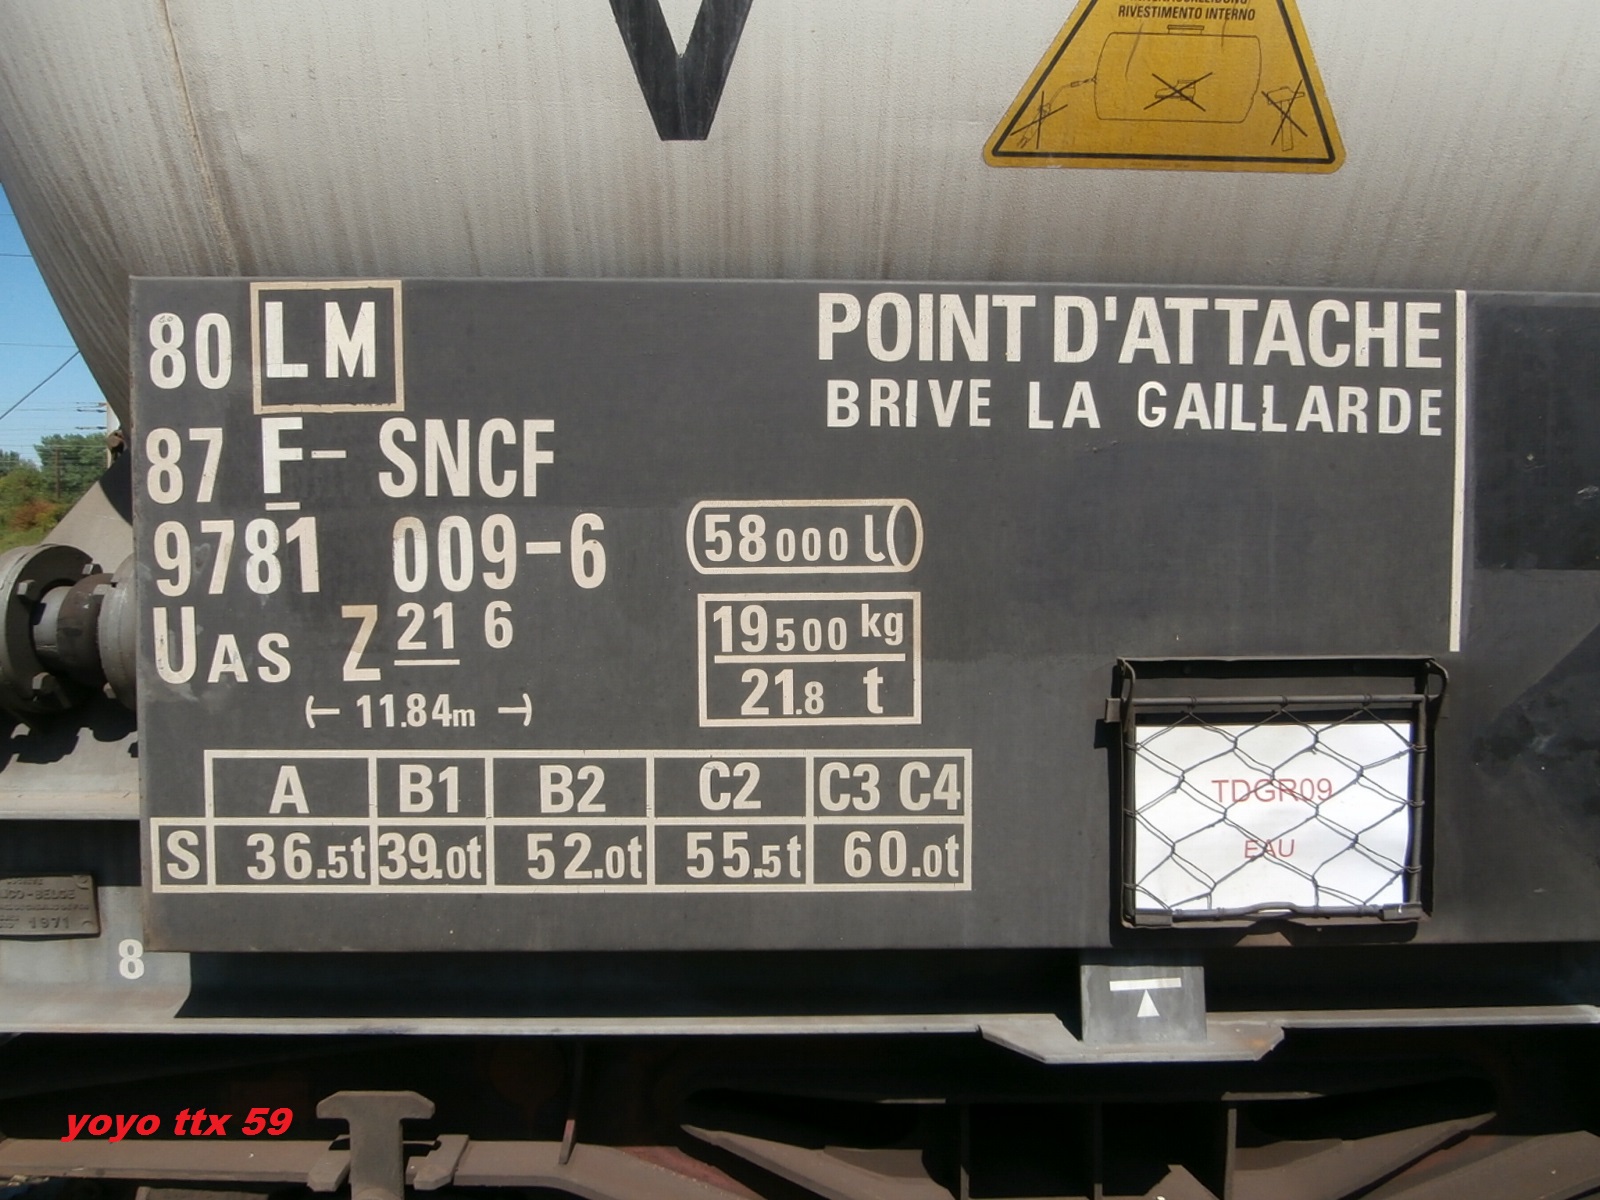 V
RIVESTIMENTO INTERNO
80 LM
87 F- SNCF
9781 009-6
UAS Z 21 6
11.84m
POINT D'ATTACHE
BRIVE LA GAILLARDE
58000 l
19500 kg
21.8 t
A B1 B2 C2 C3 C4
S 36.5t 39.0t 52.0t 55.5t 60.0t
TDGR09
EAU
1971
8
yoyo ttx 59